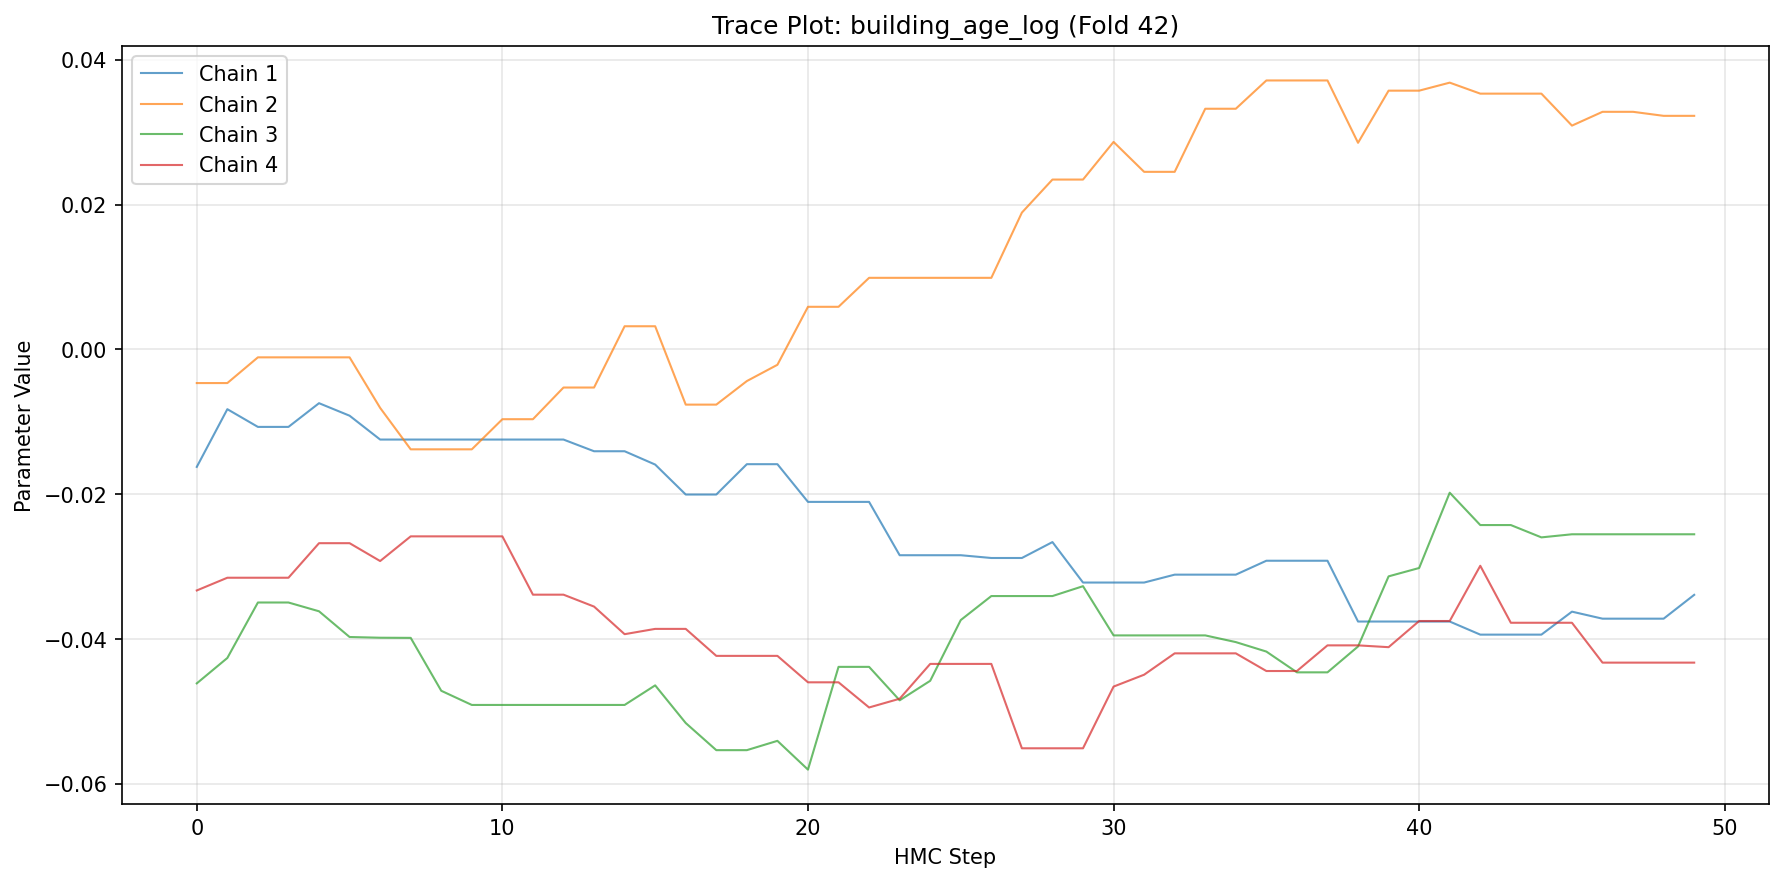 Trace Plot: building_age_log (Fold 42)
Chain 1
Chain 2
Chain 3
Chain 4
Parameter Value
0.04
0.02
0.00
−0.02
−0.04
−0.06
0
10
20
30
40
50
HMC Step